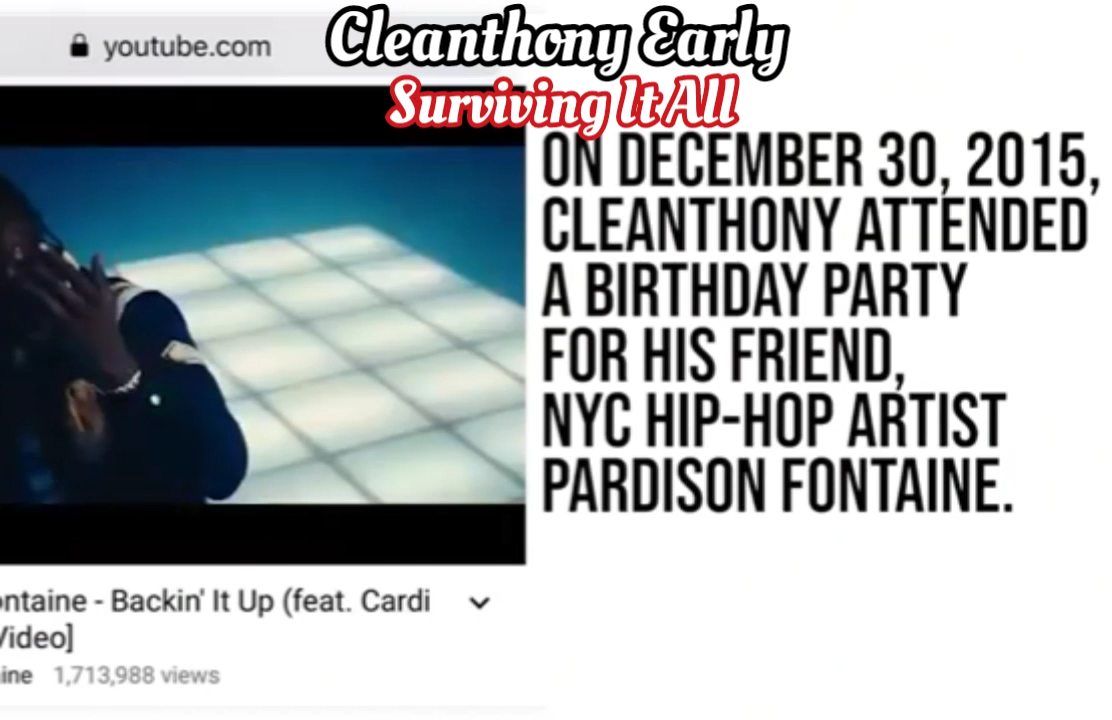 youtube.com
Cleanthony Early
Surviving It All
ON DECEMBER 30, 2015,
CLEANTHONY ATTENDED
A BIRTHDAY PARTY
FOR HIS FRIEND,
NYC HIP-HOP ARTIST
PARDISON FONTAINE.
ontaine - Backin' It Up (feat. Cardi
Video]
ine 1,713,988 views